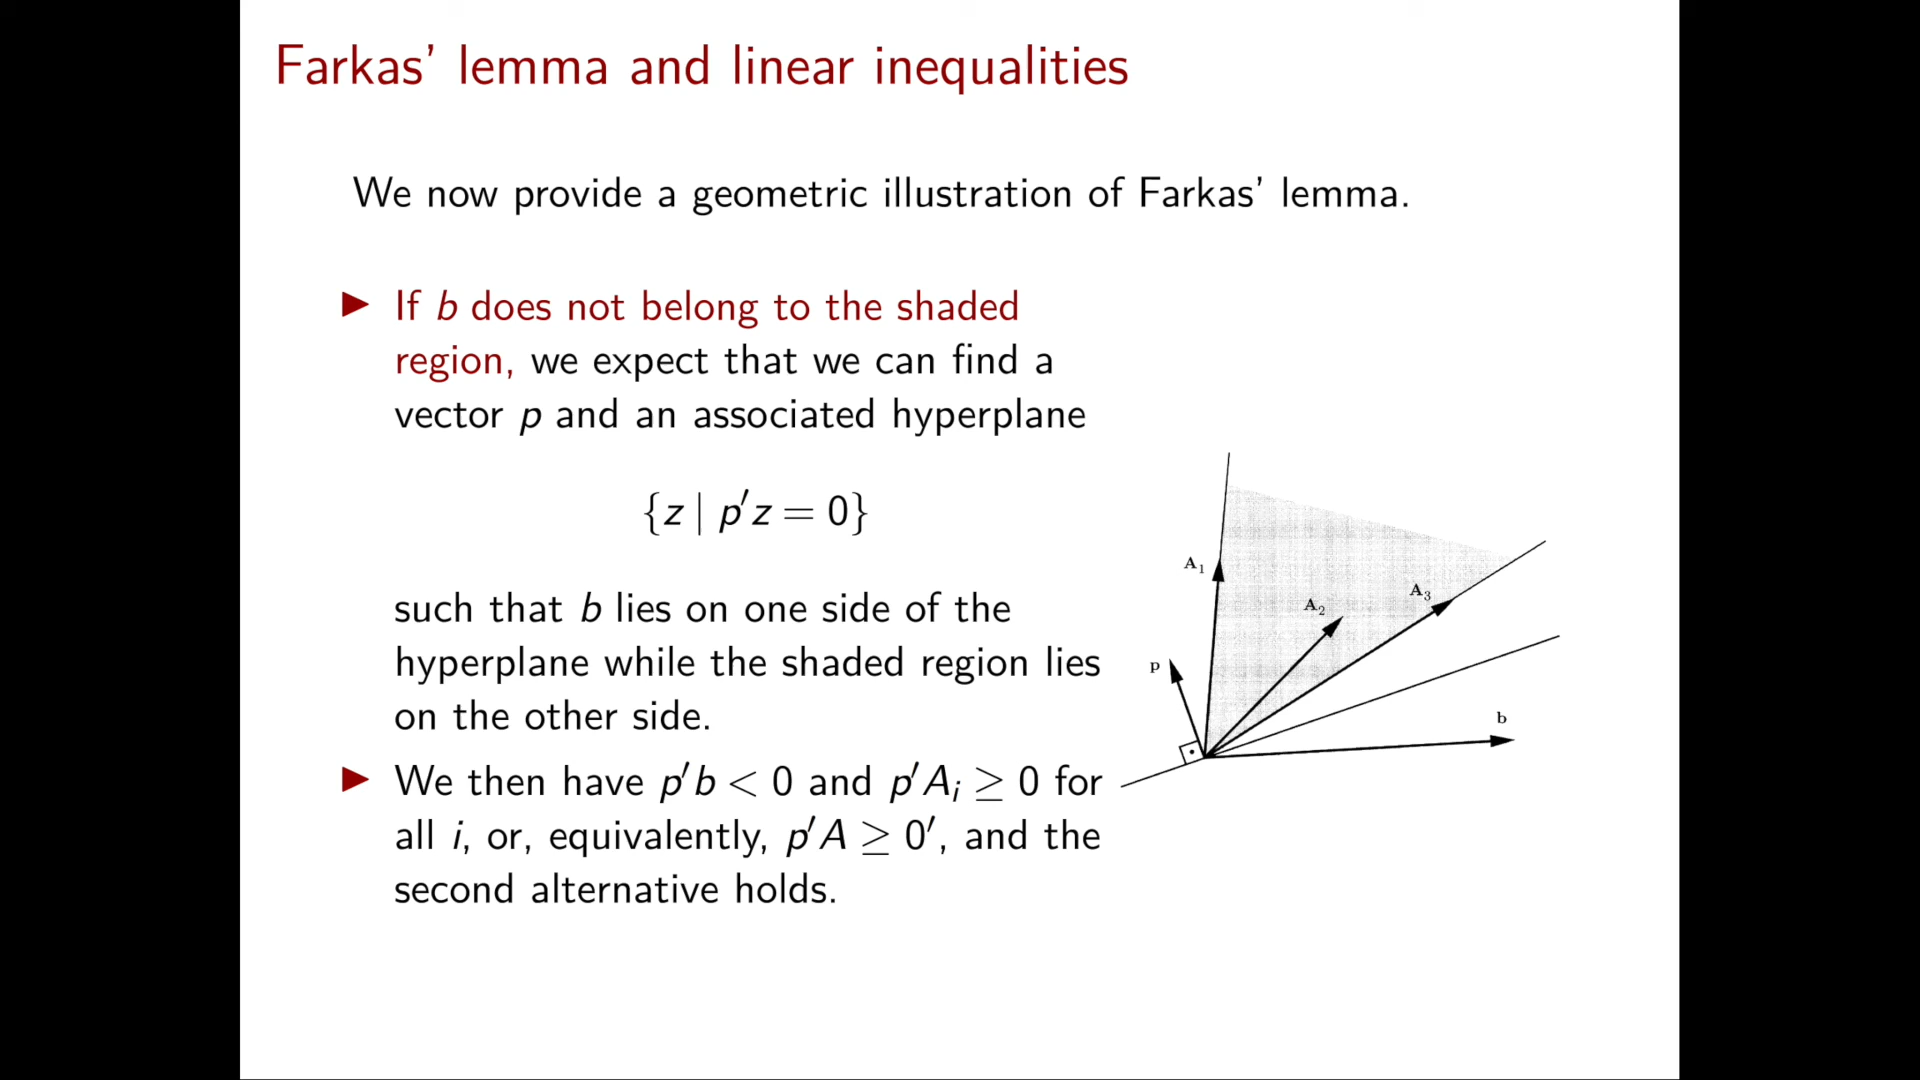 Farkas’ lemma and linear inequalities
We now provide a geometric illustration of Farkas’ lemma.
▶ If b does not belong to the shaded
region, we expect that we can find a
vector p and an associated hyperplane
{z | p′z = 0}
such that b lies on one side of the
hyperplane while the shaded region lies
on the other side.
▶ We then have p′b < 0 and p′Aᵢ ≥ 0 for
all i, or, equivalently, p′A ≥ 0′, and the
second alternative holds.
A₁
A₂
A₃
p
b